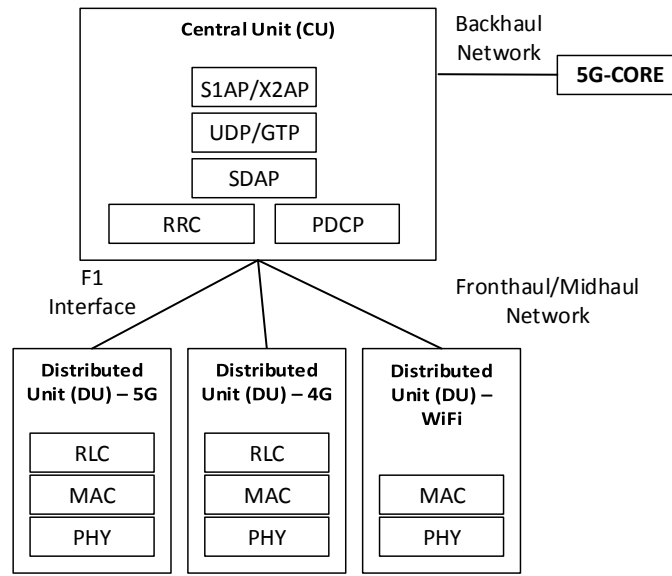 Central Unit (CU)
S1AP/X2AP
UDP/GTP
SDAP
RRC
PDCP
Backhaul
Network
5G-CORE
F1
Interface
Fronthaul/Midhaul
Network
Distributed
Unit (DU) – 5G
RLC
MAC
PHY
Distributed
Unit (DU) – 4G
RLC
MAC
PHY
Distributed
Unit (DU) –
WiFi
MAC
PHY